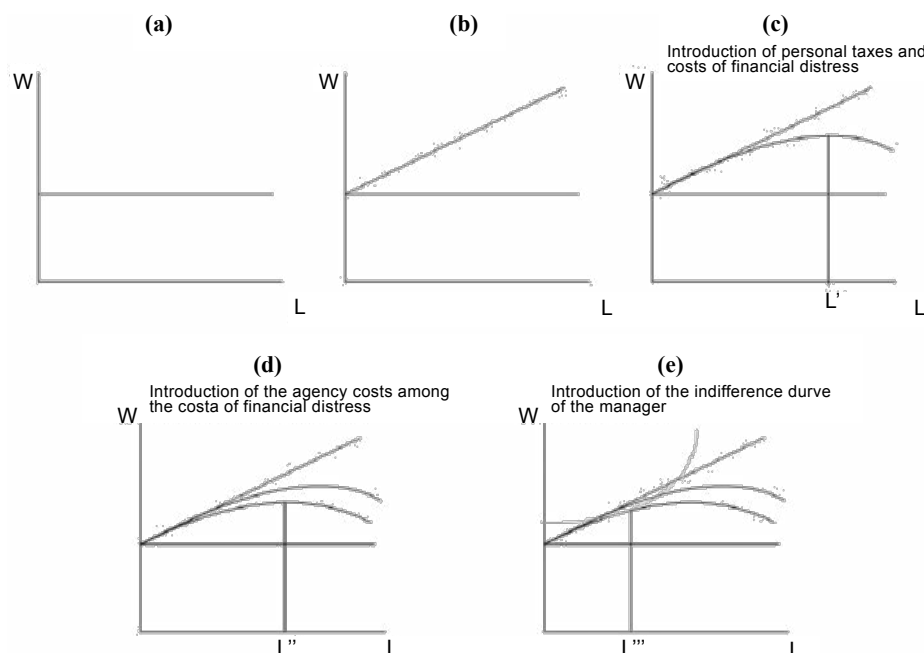 (a)
(b)
(c)
Introduction of personal taxes and
costs of financial distress
W
W
W
L
L
L'
L
(d)
(e)
Introduction of the agency costs among
the costa of financial distress
Introduction of the indifference durve
of the manager
W
W
L''
L
L'''
L